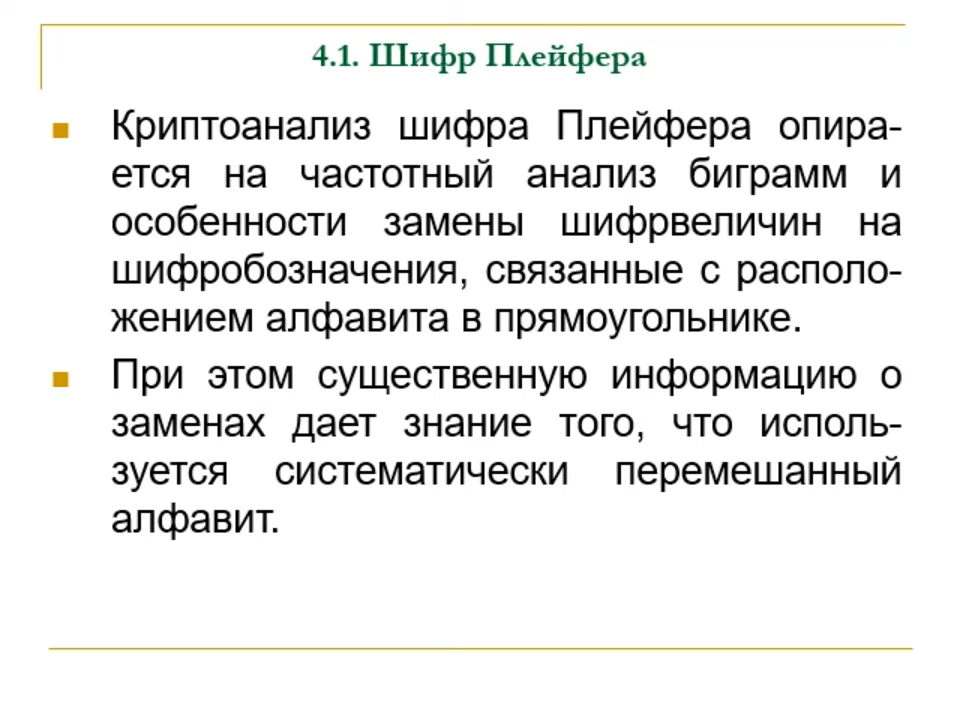 4.1. Шифр Плейфера
Криптоанализ шифра Плейфера опира-
ется на частотный анализ биграмм и
особенности замены шифрвеличин на
шифробозначения, связанные с располо-
жением алфавита в прямоугольнике.
При этом существенную информацию о
заменах дает знание того, что исполь-
зуется систематически перемешанный
алфавит.